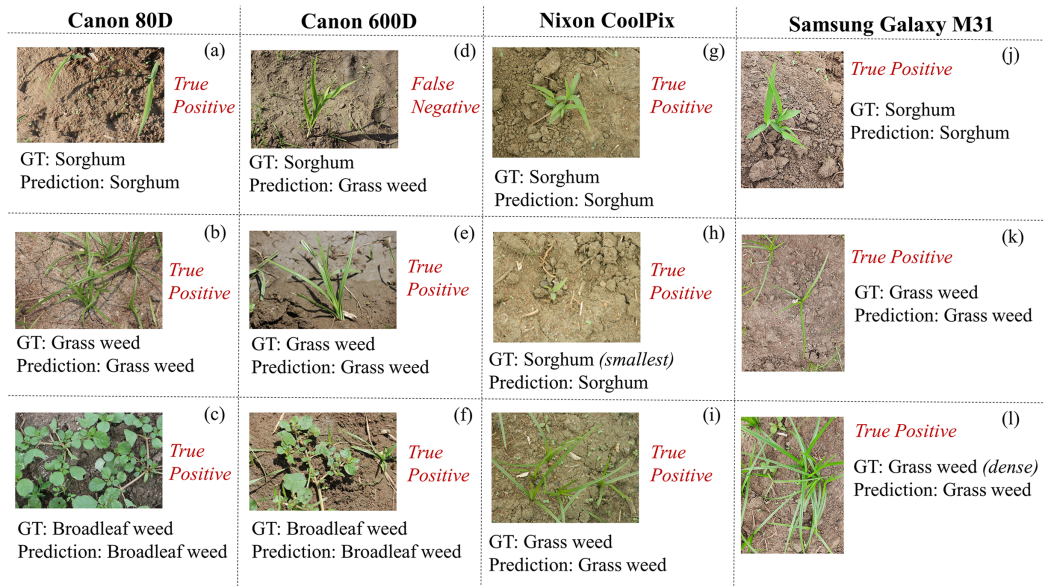 Canon 80D
Canon 600D
Nixon CoolPix
Samsung Galaxy M31
(a)
True
Positive
GT: Sorghum
Prediction: Sorghum
(d)
False
Negative
GT: Sorghum
Prediction: Grass weed
(g)
True
Positive
GT: Sorghum
Prediction: Sorghum
(j)
True Positive
GT: Sorghum
Prediction: Sorghum
(b)
True
Positive
GT: Grass weed
Prediction: Grass weed
(e)
True
Positive
GT: Grass weed
Prediction: Grass weed
(h)
True
Positive
GT: Sorghum (smallest)
Prediction: Sorghum
(k)
True Positive
GT: Grass weed
Prediction: Grass weed
(c)
True
Positive
GT: Broadleaf weed
Prediction: Broadleaf weed
(f)
True
Positive
GT: Broadleaf weed
Prediction: Broadleaf weed
(i)
True
Positive
GT: Grass weed
Prediction: Grass weed
(l)
True Positive
GT: Grass weed (dense)
Prediction: Grass weed